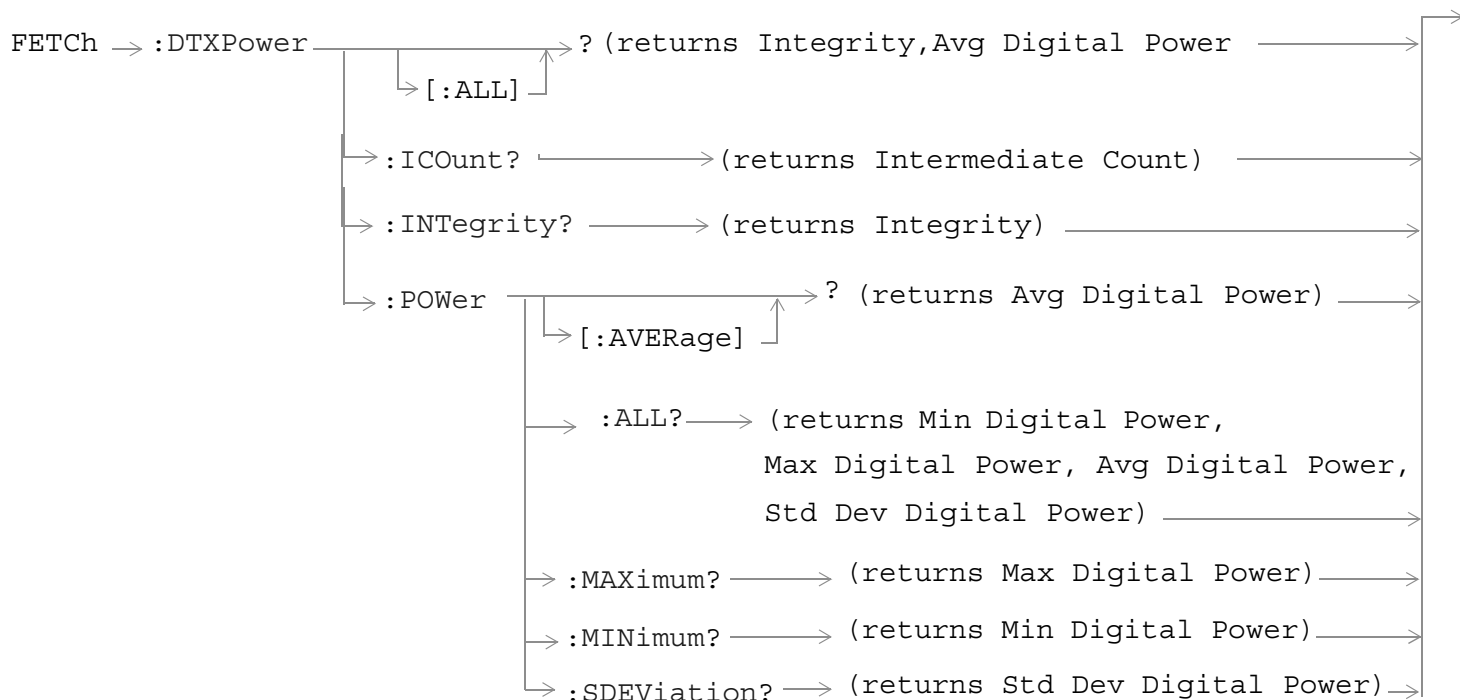 FETCh :DTXPower ? (returns Integrity,Avg Digital Power
[:ALL]
:ICOunt? (returns Intermediate Count)
:INTegrity? (returns Integrity)
:POWer ? (returns Avg Digital Power)
[:AVERage]
:ALL? (returns Min Digital Power,
Max Digital Power, Avg Digital Power,
Std Dev Digital Power)
:MAXimum? (returns Max Digital Power)
:MINimum? (returns Min Digital Power)
:SDEViation? (returns Std Dev Digital Power)